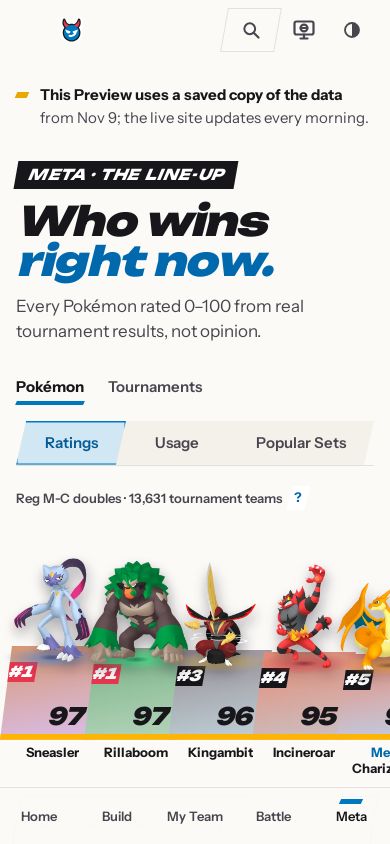 This Preview uses a saved copy of the data
from Nov 9; the live site updates every morning.
META · THE LINE-UP
Who wins
right now.
Every Pokémon rated 0–100 from real
tournament results, not opinion.
Pokémon Tournaments
Ratings Usage Popular Sets
Reg M-C doubles · 13,631 tournament teams ?
#1 #1 #3 #4 #5
97 97 96 95
Sneasler Rillaboom Kingambit Incineroar
Home Build My Team Battle Meta